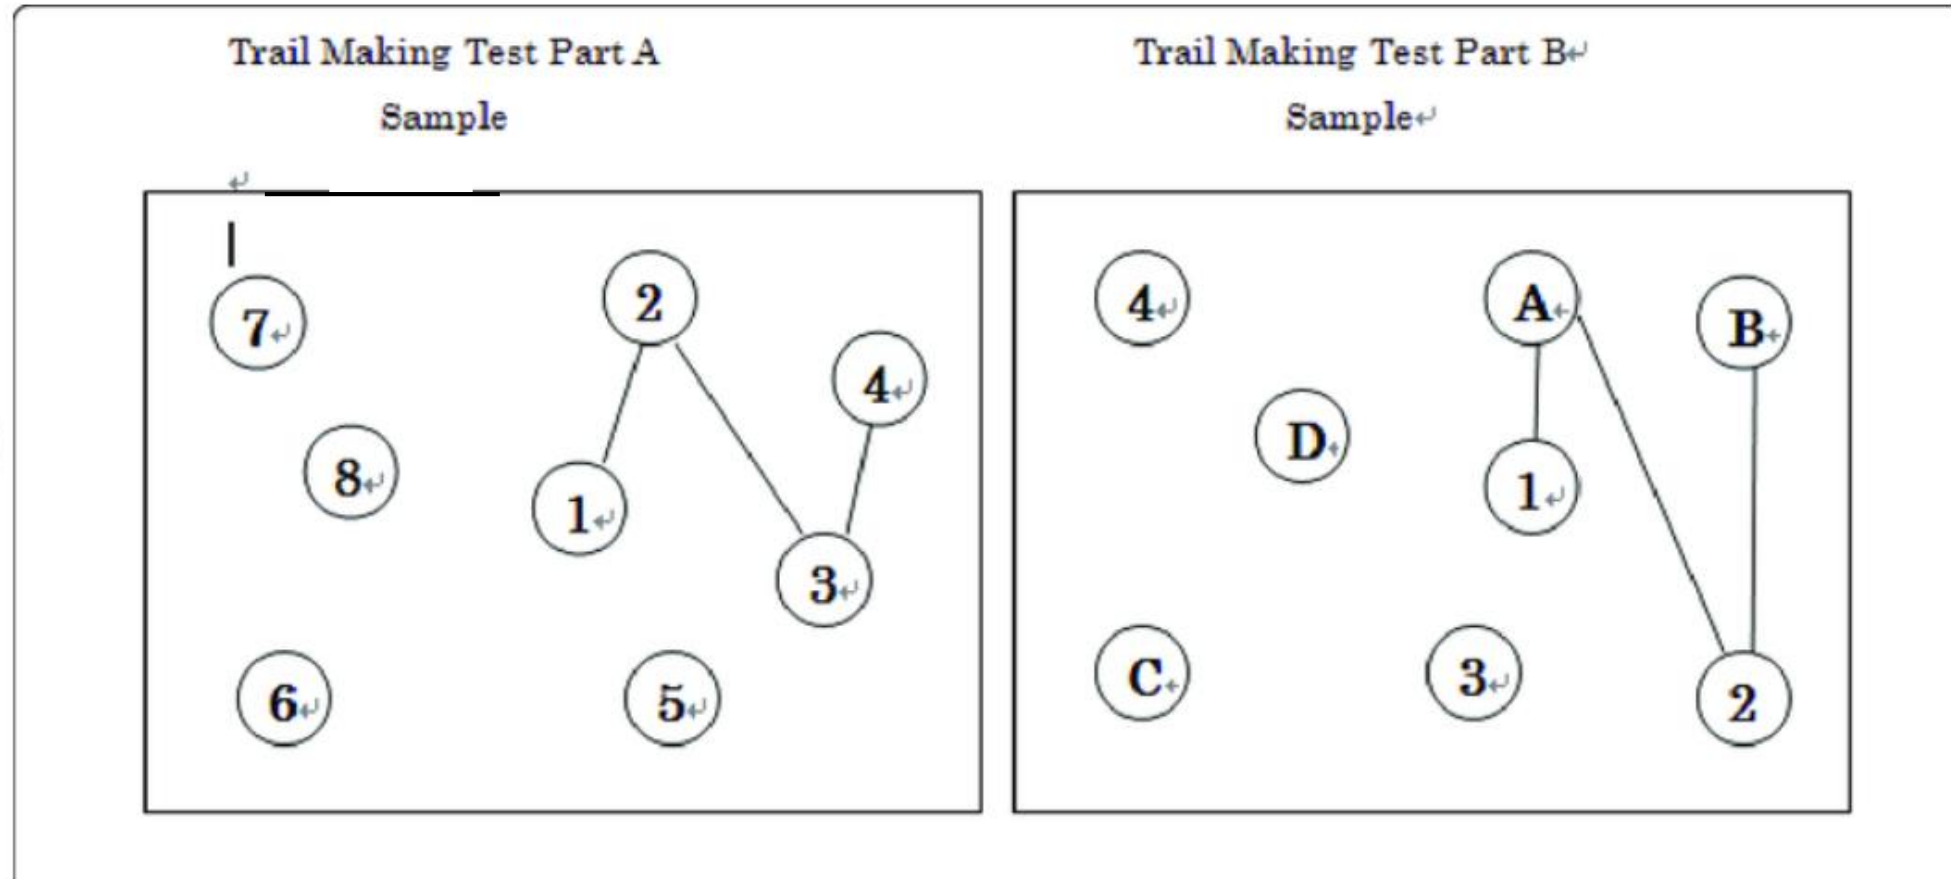 Trail Making Test Part A
Sample
Trail Making Test Part B↵
Sample↵
↵
2
7↵
4↵
8↵
1↵
3↵
6↵
5↵
4↵
A↵
B↵
D↵
1↵
C↵
3↵
2